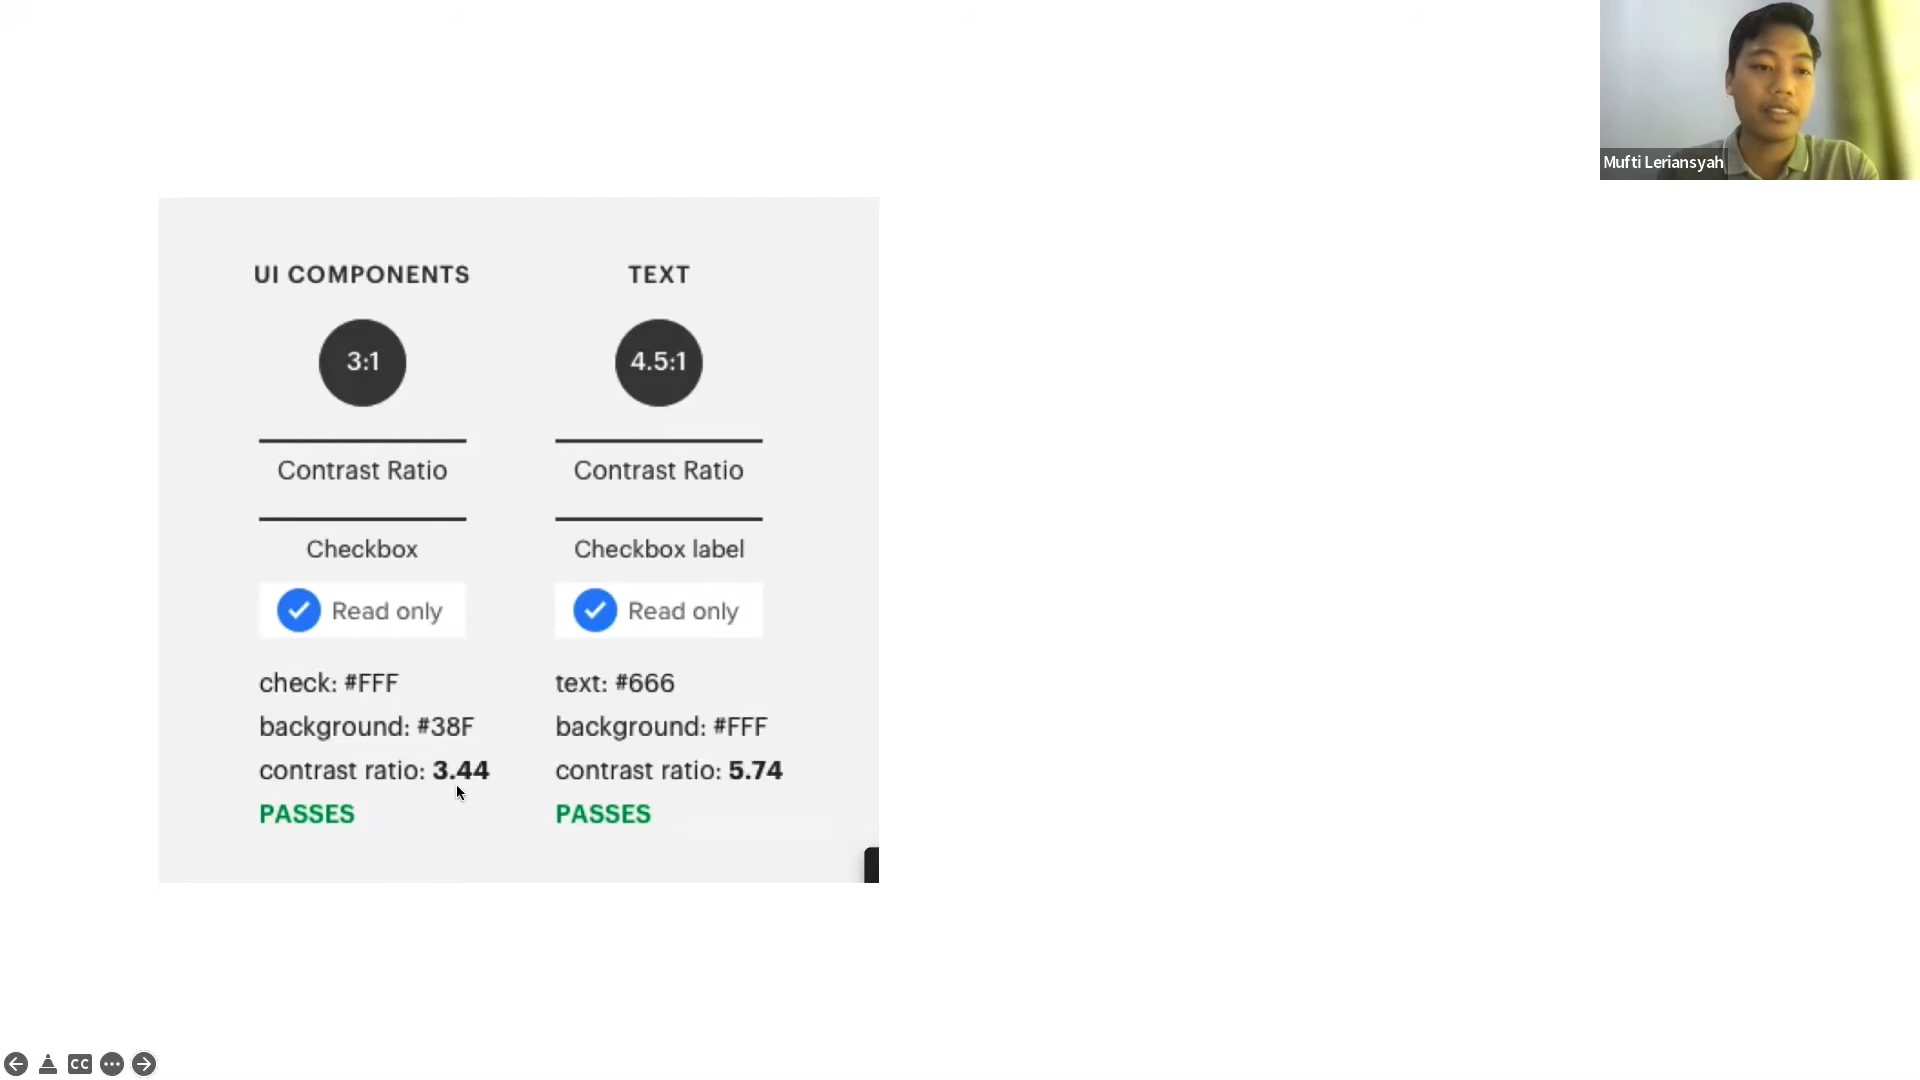 Mufti Leriansyah
UI COMPONENTS
3:1
Contrast Ratio
Checkbox
Read only
check: #FFF
background: #38F
contrast ratio: 3.44
PASSES
TEXT
4.5:1
Contrast Ratio
Checkbox label
Read only
text: #666
background: #FFF
contrast ratio: 5.74
PASSES
CC